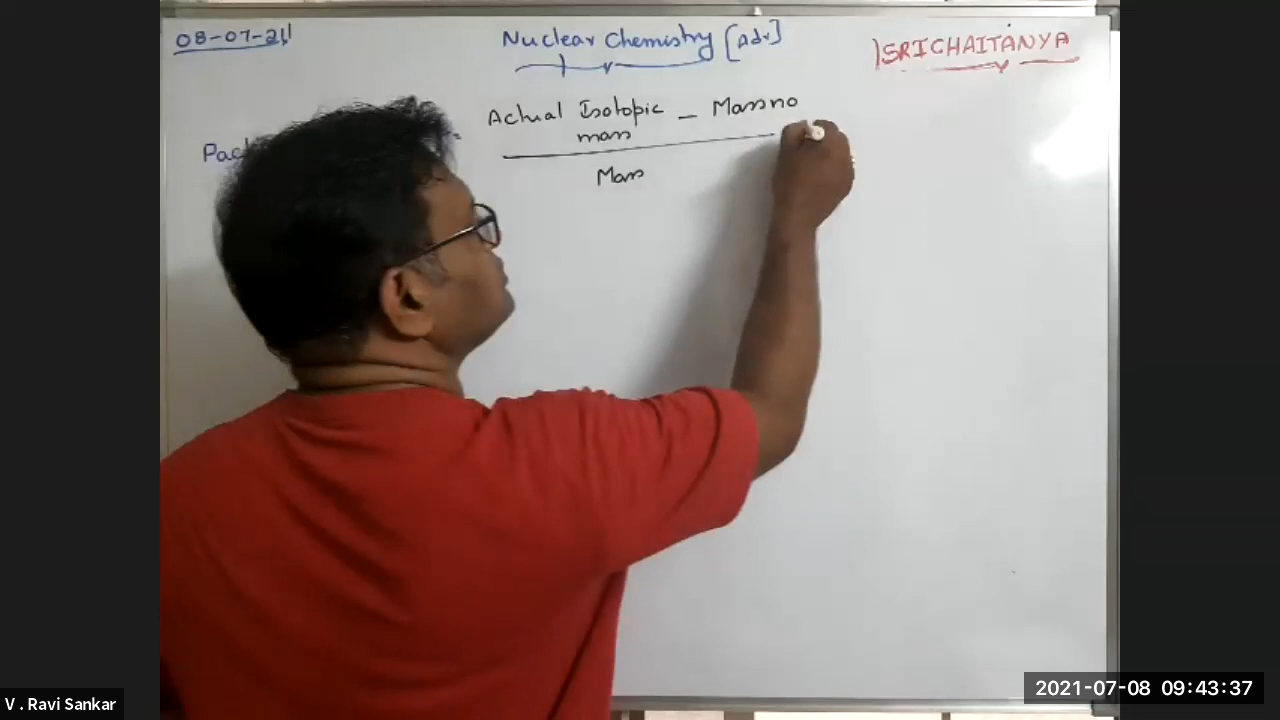 08-07-21
Nuclear Chemistry [Adv]
SRICHAITANYA
Actual Isotopic - Mass no
mass
Mass
V . Ravi Sankar
2021-07-08 09:43:37